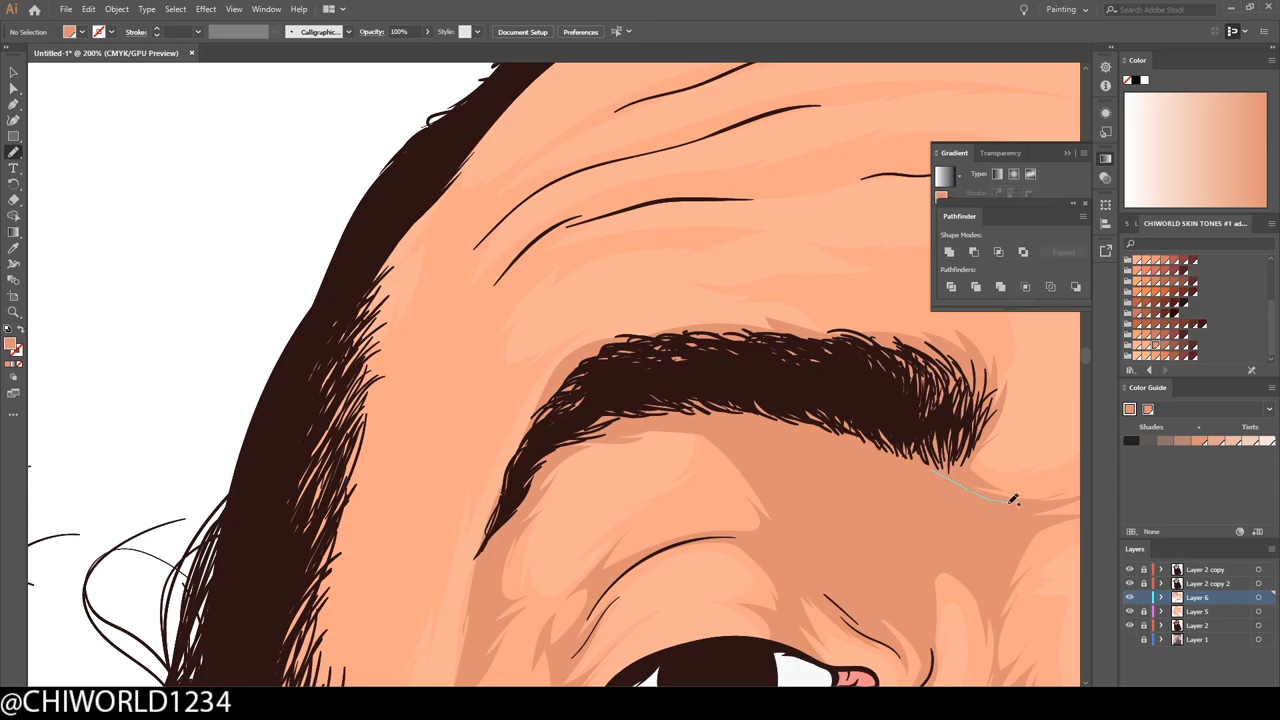 Ai File Edit Object Type Select Effect View Window Help Painting Search Adobe Stock
No Selection Stroke: Calligraphic... Opacity: 100% Style: Document Setup Preferences
Untitled-1* @ 200% (CMYK/GPU Preview)
Color
Gradient Transparency
Type:
Stroke:
Pathfinder
Shape Modes:
Expand
Pathfinders:
S L CHIWORLD SKIN TONES #1 ad...
Color Guide
Shades Tints
None
Layers
Layer 2 copy
Layer 2 copy 2
Layer 6
Layer 5
Layer 2
Layer 1
@CHIWORLD1234